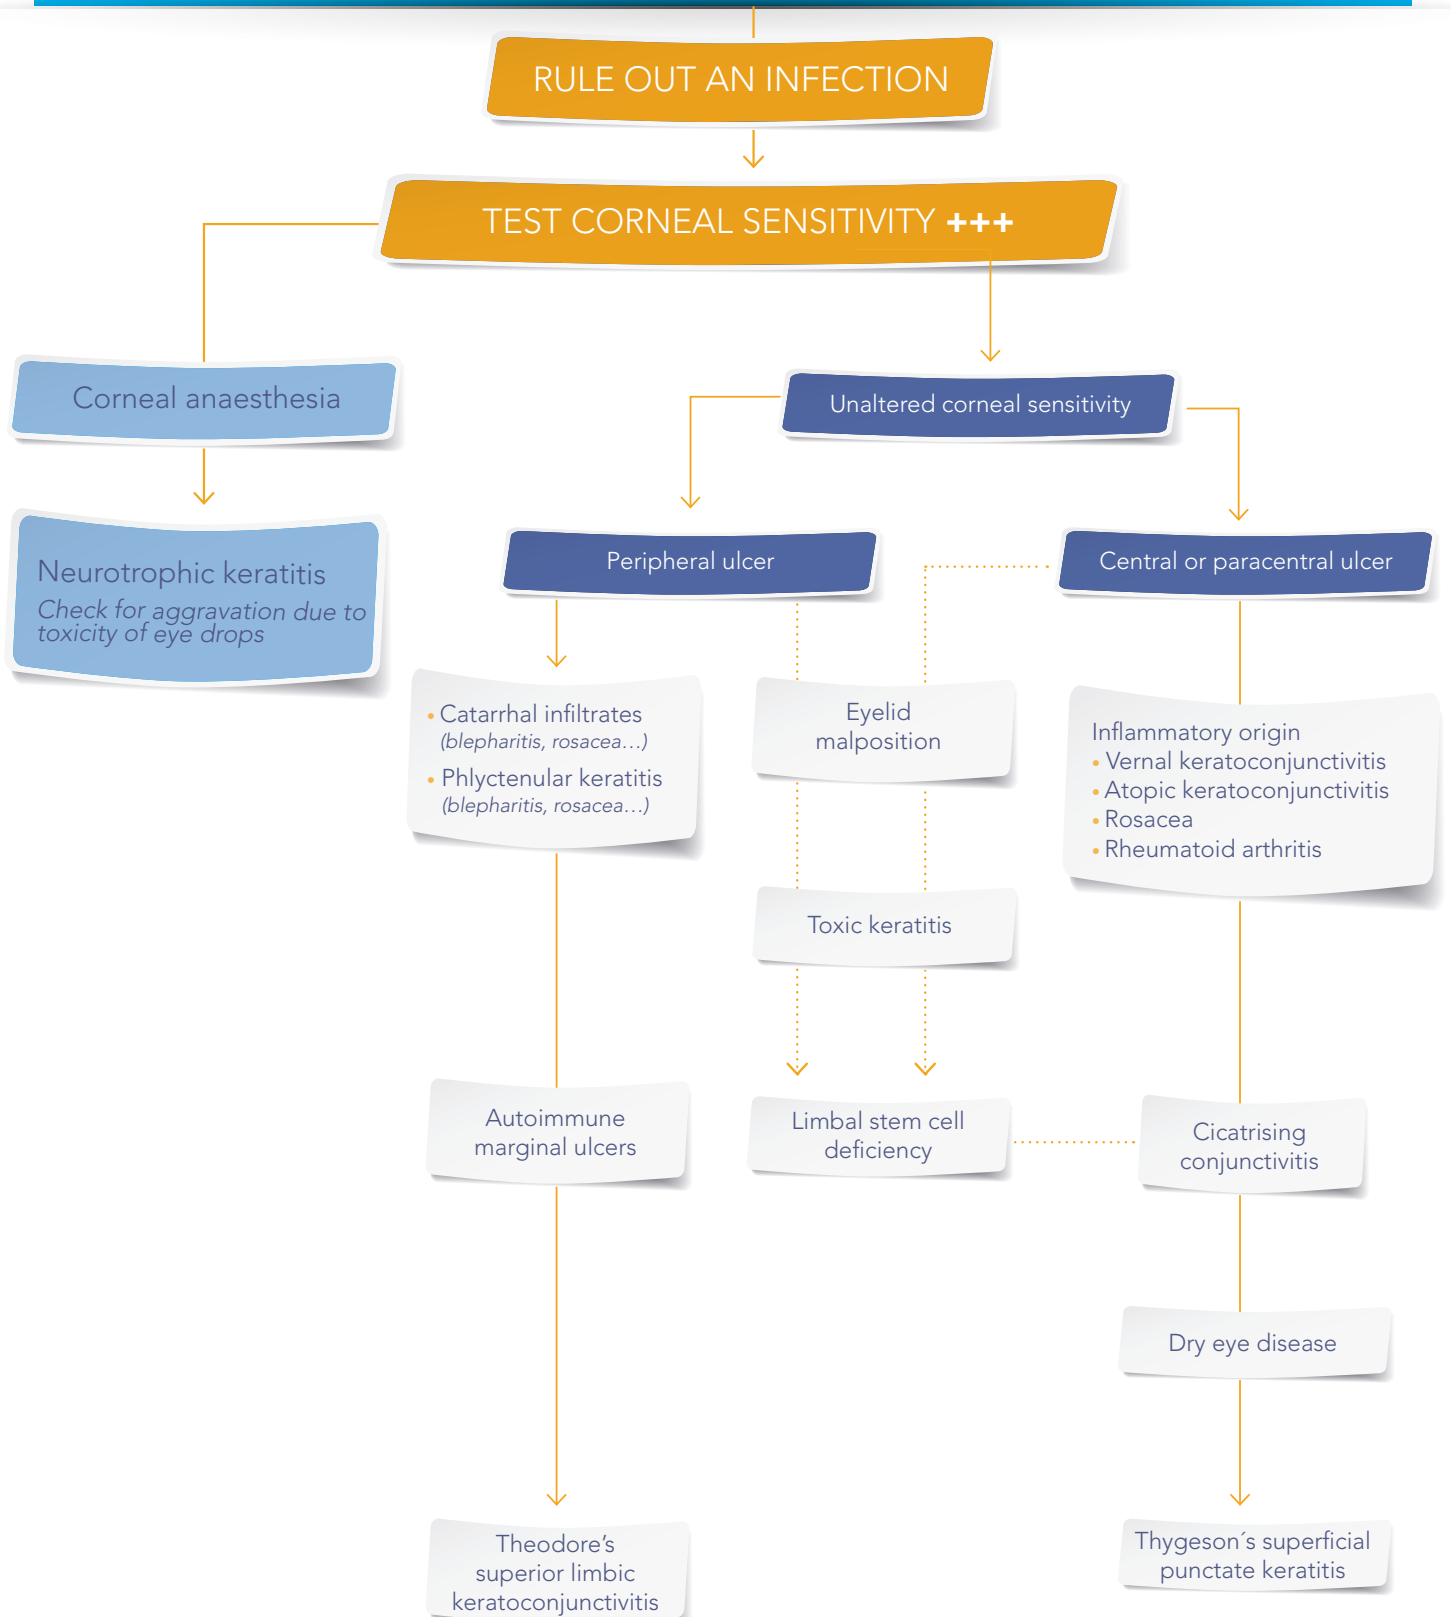 RULE OUT AN INFECTION
TEST CORNEAL SENSITIVITY +++
Corneal anaesthesia
Unaltered corneal sensitivity
Neurotrophic keratitis
Check for aggravation due to
toxicity of eye drops
Peripheral ulcer
Central or paracentral ulcer
• Catarrhal infiltrates
(blepharitis, rosacea…)
• Phlyctenular keratitis
(blepharitis, rosacea…)
Eyelid
malposition
Inflammatory origin
• Vernal keratoconjunctivitis
• Atopic keratoconjunctivitis
• Rosacea
• Rheumatoid arthritis
Toxic keratitis
Autoimmune
marginal ulcers
Limbal stem cell
deficiency
Cicatrising
conjunctivitis
Dry eye disease
Theodore’s
superior limbic
keratoconjunctivitis
Thygeson´s superficial
punctate keratitis